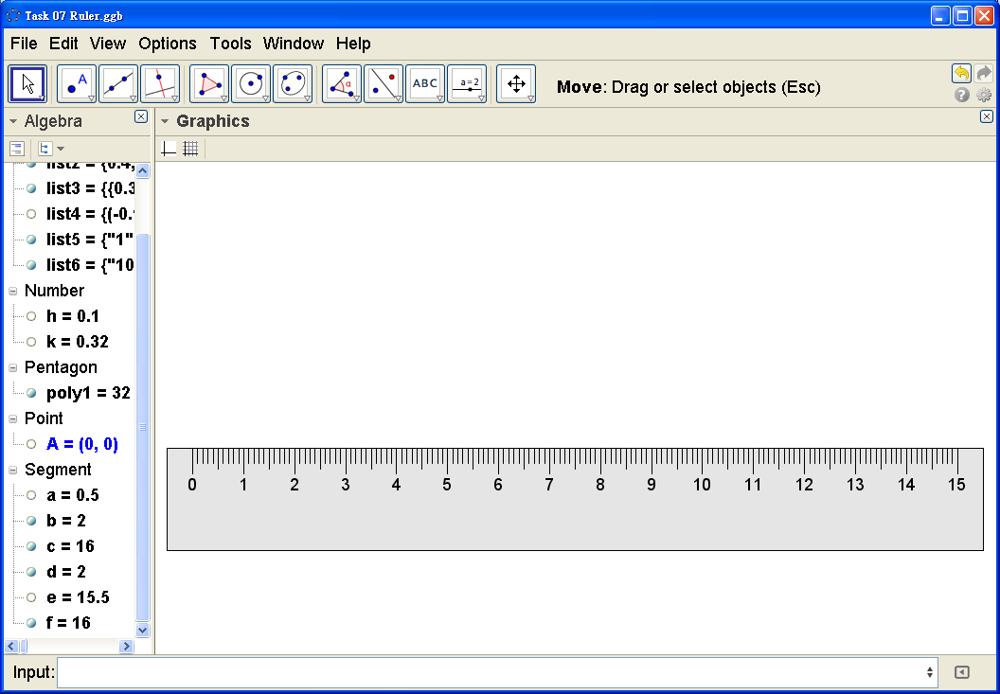 Task 07 Ruler.ggb
File Edit View Options Tools Window Help
A α ABC a=2 Move: Drag or select objects (Esc)
Algebra
Graphics
list2 = {0.4,
list3 = {{0.3
list4 = {(-0.
list5 = {"1"
list6 = {"10
Number
h = 0.1
k = 0.32
Pentagon
poly1 = 32
Point
A = (0, 0)
Segment
a = 0.5
b = 2
c = 16
d = 2
e = 15.5
f = 16
0 1 2 3 4 5 6 7 8 9 10 11 12 13 14 15
Input: